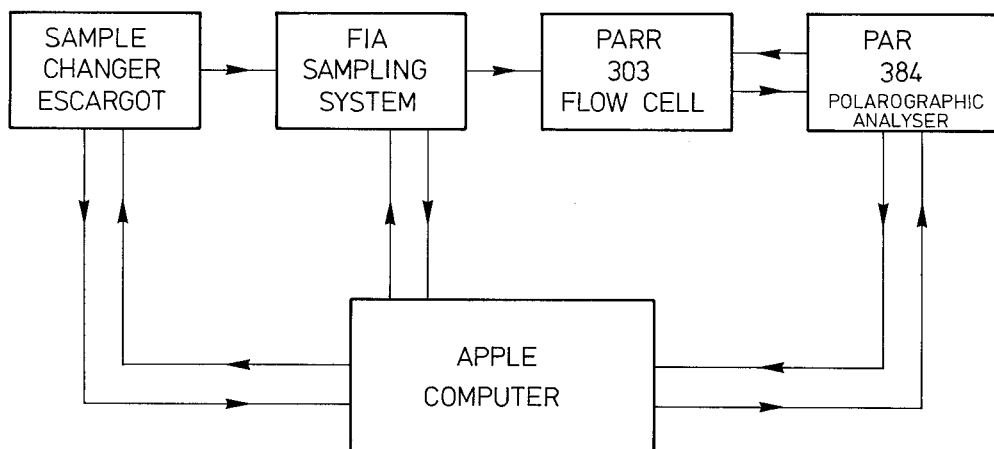 SAMPLE
CHANGER
ESCARGOT
FIA
SAMPLING
SYSTEM
PARR
303
FLOW CELL
PAR
384
POLAROGRAPHIC
ANALYSER
APPLE
COMPUTER